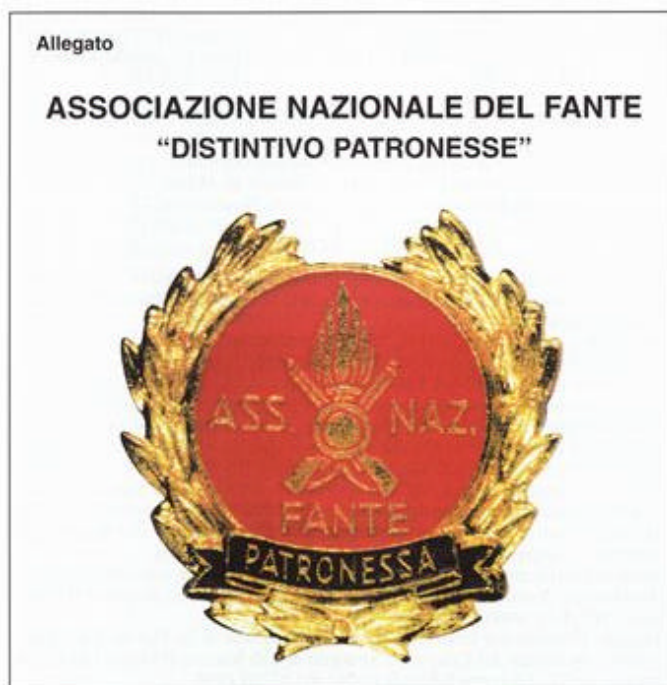 Allegato
ASSOCIAZIONE NAZIONALE DEL FANTE
“DISTINTIVO PATRONESSE”
ASS. NAZ.
FANTE
PATRONESSA